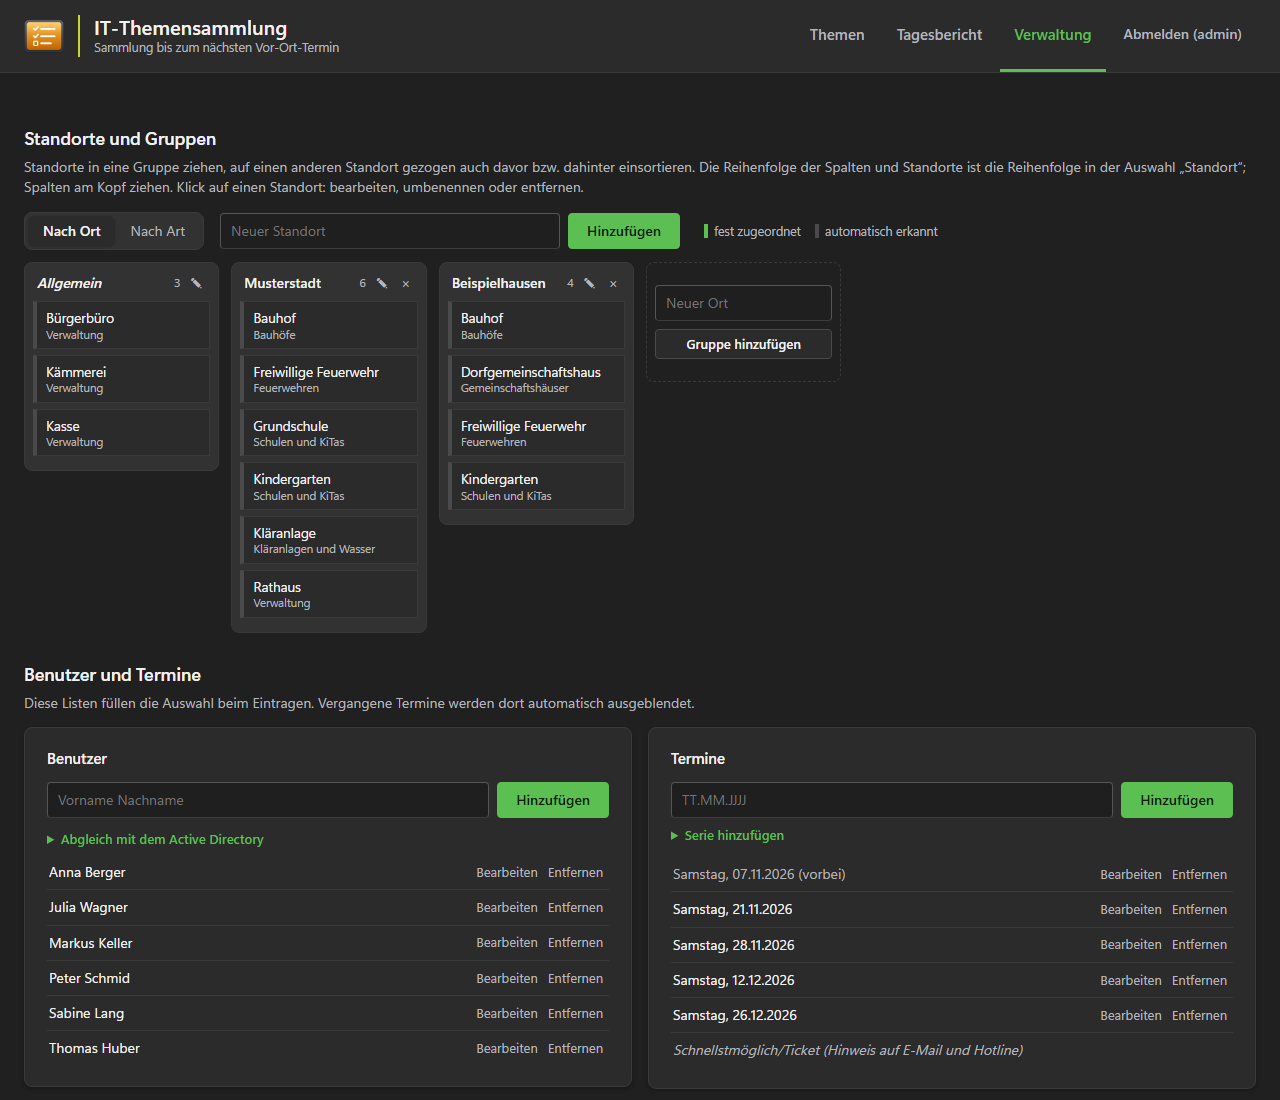 IT-Themensammlung
Sammlung bis zum nächsten Vor-Ort-Termin
Themen
Tagesbericht
Verwaltung
Abmelden (admin)
Standorte und Gruppen
Standorte in eine Gruppe ziehen, auf einen anderen Standort gezogen auch davor bzw. dahinter einsortieren. Die Reihenfolge der Spalten und Standorte ist die Reihenfolge in der Auswahl „Standort“;
Spalten am Kopf ziehen. Klick auf einen Standort: bearbeiten, umbenennen oder entfernen.
Nach Ort
Nach Art
Neuer Standort
Hinzufügen
fest zugeordnet
automatisch erkannt
Allgemein 3
Bürgerbüro
Verwaltung
Kämmerei
Verwaltung
Kasse
Verwaltung
Musterstadt 6 ×
Bauhof
Bauhöfe
Freiwillige Feuerwehr
Feuerwehren
Grundschule
Schulen und KiTas
Kindergarten
Schulen und KiTas
Kläranlage
Kläranlagen und Wasser
Rathaus
Verwaltung
Beispielhausen 4 ×
Bauhof
Bauhöfe
Dorfgemeinschaftshaus
Gemeinschaftshäuser
Freiwillige Feuerwehr
Feuerwehren
Kindergarten
Schulen und KiTas
Neuer Ort
Gruppe hinzufügen
Benutzer und Termine
Diese Listen füllen die Auswahl beim Eintragen. Vergangene Termine werden dort automatisch ausgeblendet.
Benutzer
Vorname Nachname
Hinzufügen
Abgleich mit dem Active Directory
Anna Berger Bearbeiten Entfernen
Julia Wagner Bearbeiten Entfernen
Markus Keller Bearbeiten Entfernen
Peter Schmid Bearbeiten Entfernen
Sabine Lang Bearbeiten Entfernen
Thomas Huber Bearbeiten Entfernen
Termine
TT.MM.JJJJ
Hinzufügen
Serie hinzufügen
Samstag, 07.11.2026 (vorbei) Bearbeiten Entfernen
Samstag, 21.11.2026 Bearbeiten Entfernen
Samstag, 28.11.2026 Bearbeiten Entfernen
Samstag, 12.12.2026 Bearbeiten Entfernen
Samstag, 26.12.2026 Bearbeiten Entfernen
Schnellstmöglich/Ticket (Hinweis auf E-Mail und Hotline)